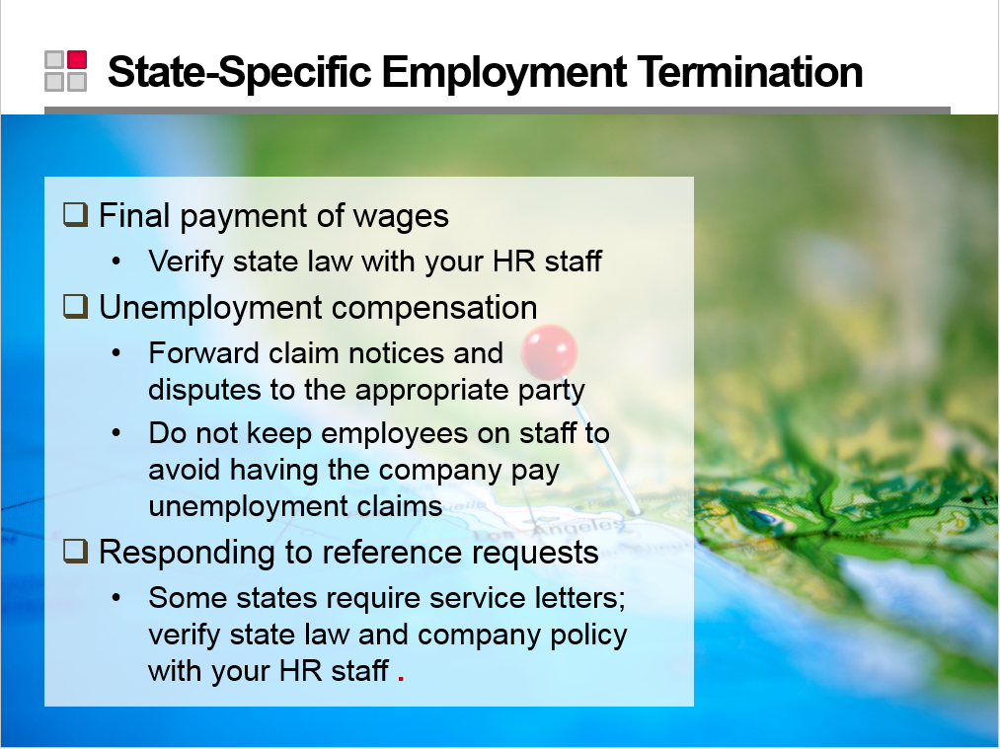 State-Specific Employment Termination
❑ Final payment of wages
• Verify state law with your HR staff
❑ Unemployment compensation
• Forward claim notices and
disputes to the appropriate party
• Do not keep employees on staff to
avoid having the company pay
unemployment claims
Los Angeles
❑ Responding to reference requests
• Some states require service letters;
verify state law and company policy
with your HR staff .